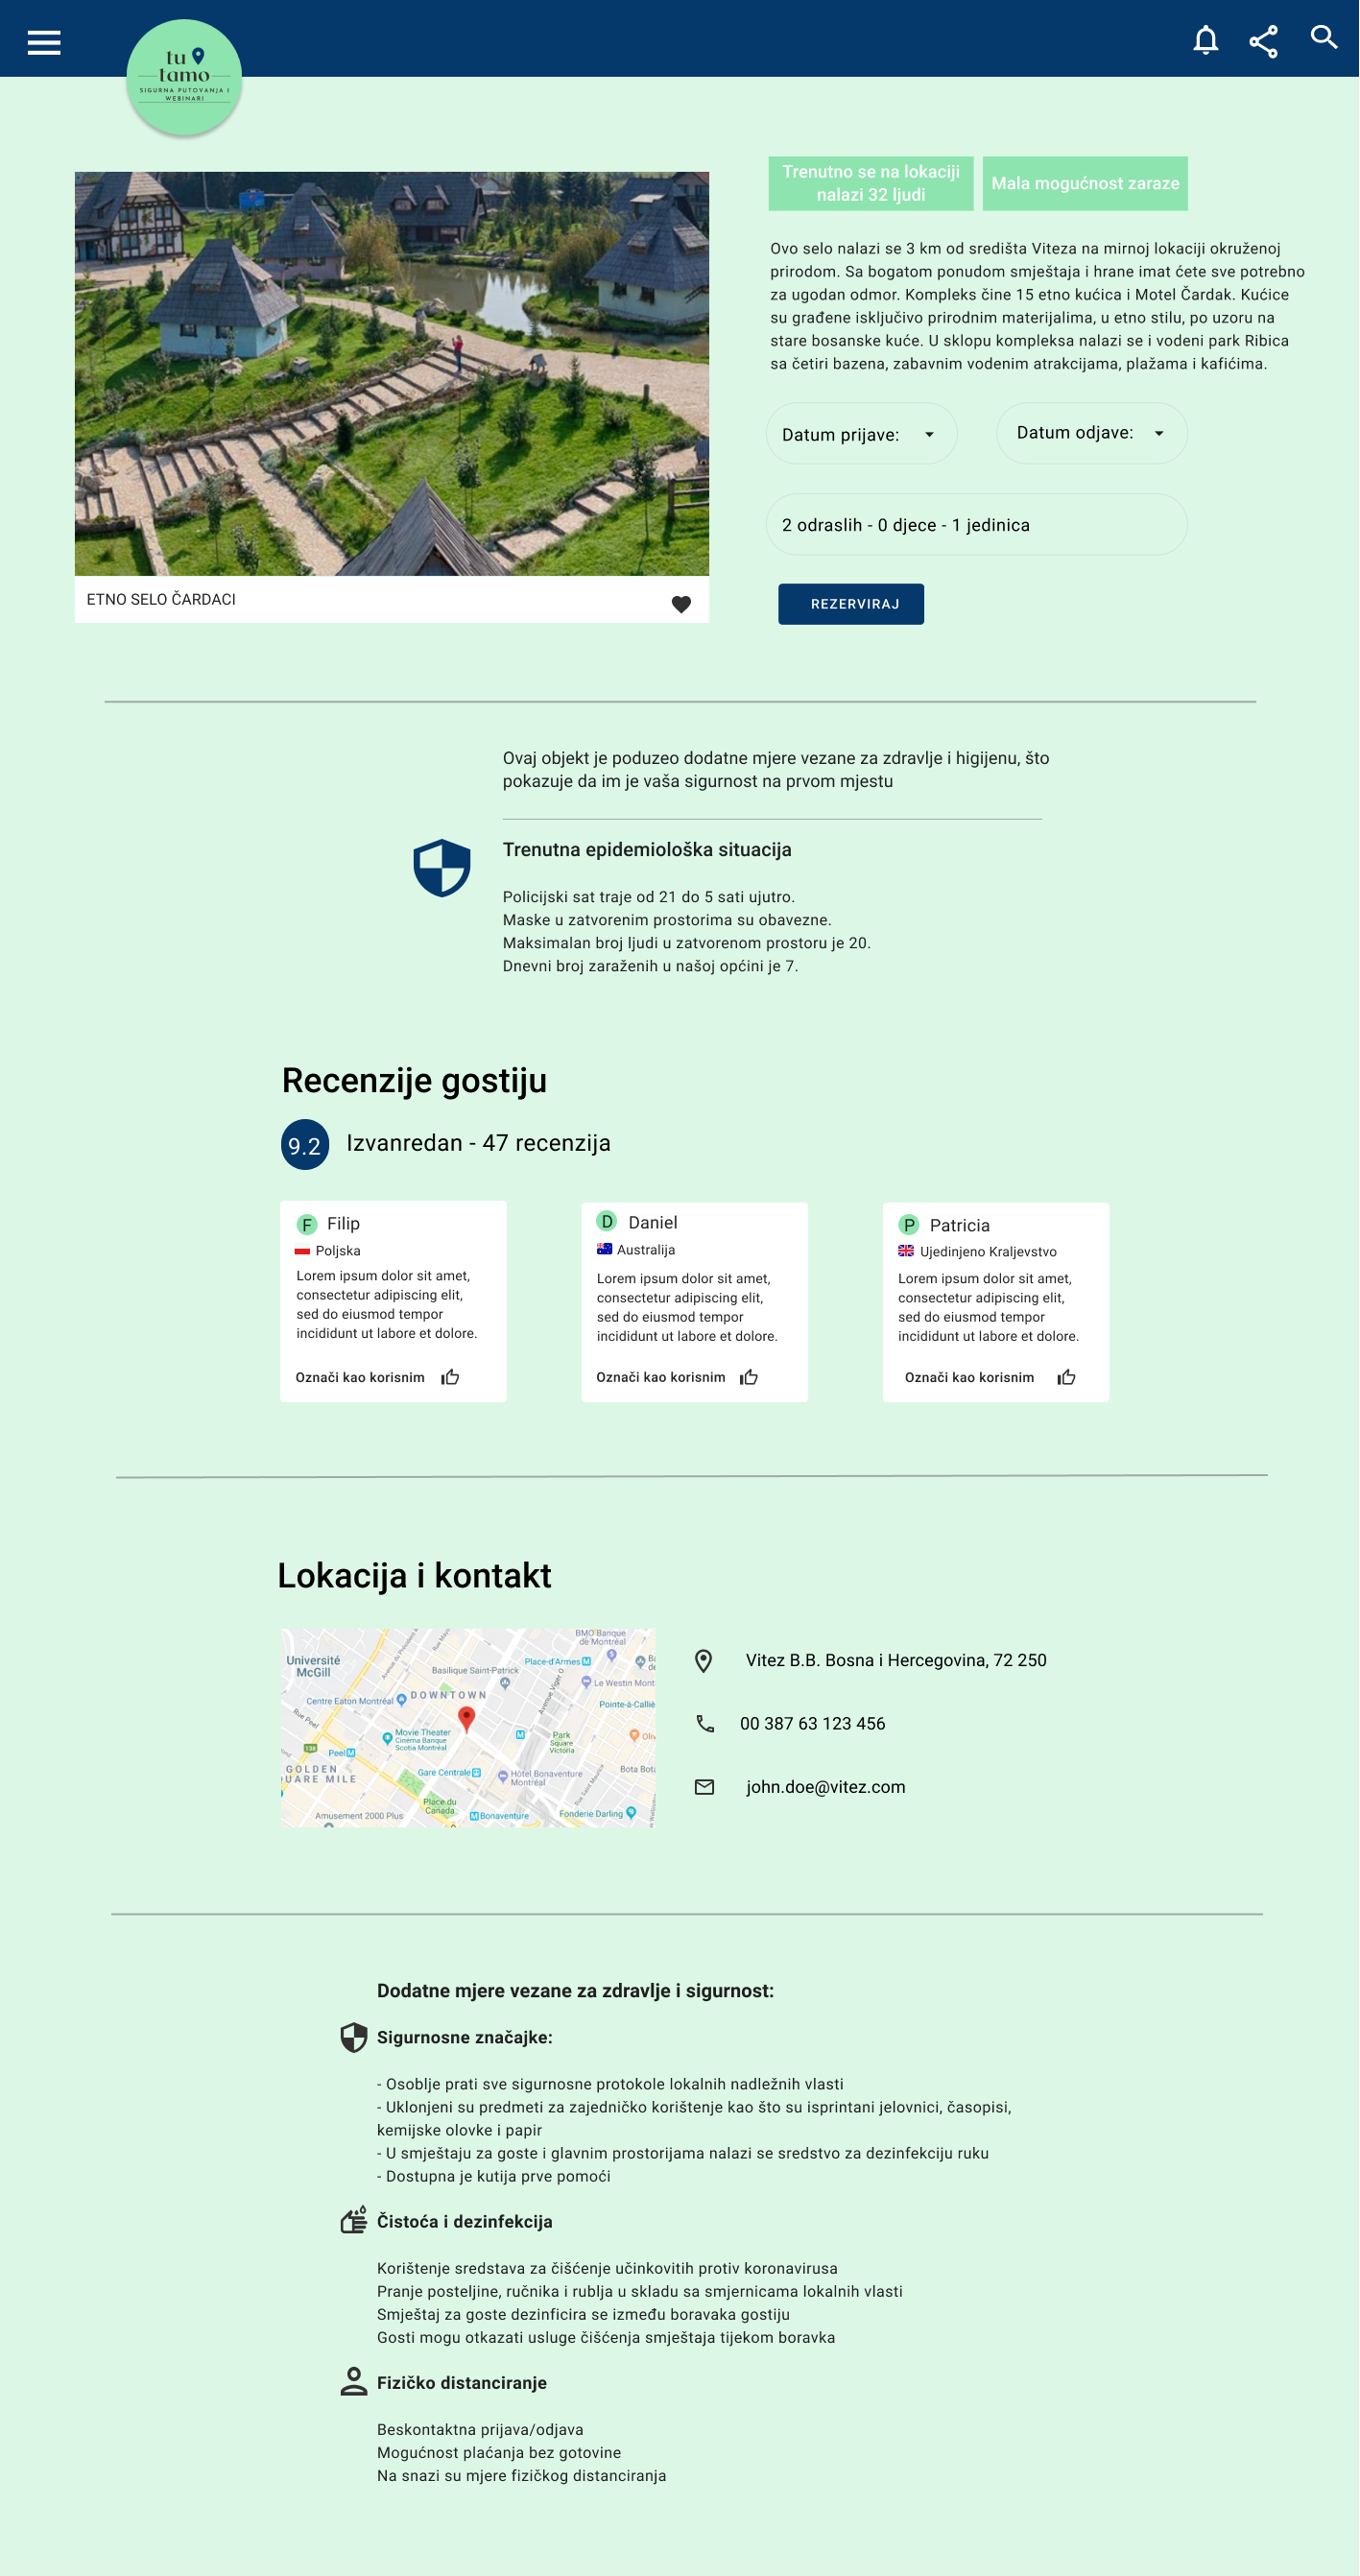 tu
tamo
SIGURNA PUTOVANJA I
WEBINARI
Trenutno se na lokaciji
nalazi 32 ljudi
Mala mogućnost zaraze
Ovo selo nalazi se 3 km od središta Viteza na mirnoj lokaciji okruženoj
prirodom. Sa bogatom ponudom smještaja i hrane imat ćete sve potrebno
za ugodan odmor. Kompleks čine 15 etno kućica i Motel Čardak. Kućice
su građene isključivo prirodnim materijalima, u etno stilu, po uzoru na
stare bosanske kuće. U sklopu kompleksa nalazi se i vodeni park Ribica
sa četiri bazena, zabavnim vodenim atrakcijama, plažama i kafićima.
Datum prijave:
Datum odjave:
2 odraslih - 0 djece - 1 jedinica
REZERVIRAJ
ETNO SELO ČARDACI
Ovaj objekt je poduzeo dodatne mjere vezane za zdravlje i higijenu, što
pokazuje da im je vaša sigurnost na prvom mjestu
Trenutna epidemiološka situacija
Policijski sat traje od 21 do 5 sati ujutro.
Maske u zatvorenim prostorima su obavezne.
Maksimalan broj ljudi u zatvorenom prostoru je 20.
Dnevni broj zaraženih u našoj općini je 7.
Recenzije gostiju
9.2
Izvanredan - 47 recenzija
F Filip
Poljska
Lorem ipsum dolor sit amet,
consectetur adipiscing elit,
sed do eiusmod tempor
incididunt ut labore et dolore.
Označi kao korisnim
D Daniel
Australija
Lorem ipsum dolor sit amet,
consectetur adipiscing elit,
sed do eiusmod tempor
incididunt ut labore et dolore.
Označi kao korisnim
P Patricia
Ujedinjeno Kraljevstvo
Lorem ipsum dolor sit amet,
consectetur adipiscing elit,
sed do eiusmod tempor
incididunt ut labore et dolore.
Označi kao korisnim
Lokacija i kontakt
BMO Banque
de Montréal
Université
McGill
Place-d'Armes
Basilique Saint-Patrick
Le Westin Mont
Centre Eaton Montréal
DOWNTOWN
Pointe-à-Calliè
Rue Peel
Avenue Viger O
Movie Theater
Cinéma Banque
Scotia Montréal
Park
Square
Victoria
Peel
GOLDEN
UARE MILE
Gare Centrale
Hôtel Bonaventure
Montréal
Bota Bota
Place du
Canada
Amusement 2000 Plus
Bonaventure
Fonderie Darling
Vitez B.B. Bosna i Hercegovina, 72 250
00 387 63 123 456
john.doe@vitez.com
Dodatne mjere vezane za zdravlje i sigurnost:
Sigurnosne značajke:
- Osoblje prati sve sigurnosne protokole lokalnih nadležnih vlasti
- Uklonjeni su predmeti za zajedničko korištenje kao što su isprintani jelovnici, časopisi,
kemijske olovke i papir
- U smještaju za goste i glavnim prostorijama nalazi se sredstvo za dezinfekciju ruku
- Dostupna je kutija prve pomoći
Čistoća i dezinfekcija
Korištenje sredstava za čišćenje učinkovitih protiv koronavirusa
Pranje posteljine, ručnika i rublja u skladu sa smjernicama lokalnih vlasti
Smještaj za goste dezinficira se između boravaka gostiju
Gosti mogu otkazati usluge čišćenja smještaja tijekom boravka
Fizičko distanciranje
Beskontaktna prijava/odjava
Mogućnost plaćanja bez gotovine
Na snazi su mjere fizičkog distanciranja